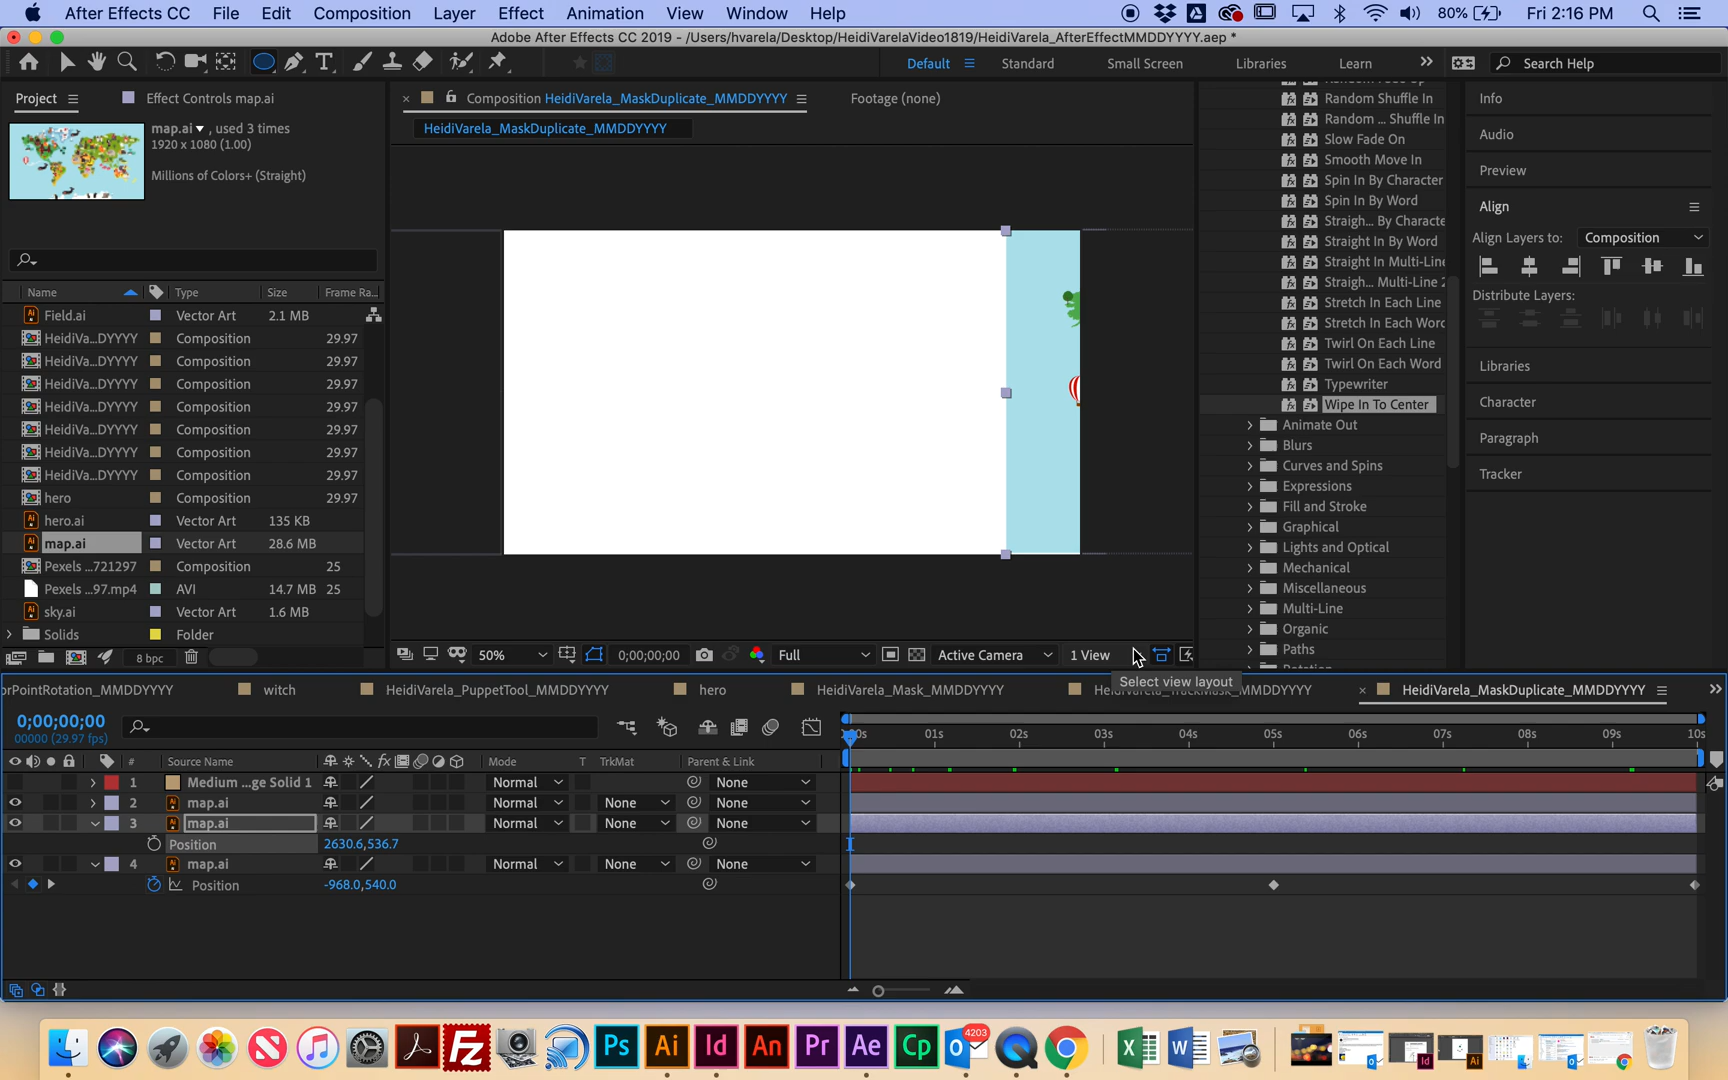 After Effects CC File Edit Composition Layer Effect Animation View Window Help 80% Fri 2:16 PM
Adobe After Effects CC 2019 - /Users/hvarela/Desktop/HeidiVarelaVideo1819/HeidiVarela_AfterEffectMMDDYYYY.aep *
Default Standard Small Screen Libraries Learn Search Help
Project Effect Controls map.ai
Composition HeidiVarela_MaskDuplicate_MMDDYYYY Footage (none)
HeidiVarela_MaskDuplicate_MMDDYYYY
map.ai , used 3 times
1920 x 1080 (1.00)
Millions of Colors+ (Straight)
Name Type Size Frame Ra...
Field.ai Vector Art 2.1 MB
HeidiVa...DYYYY Composition 29.97
HeidiVa...DYYYY Composition 29.97
HeidiVa...DYYYY Composition 29.97
HeidiVa...DYYYY Composition 29.97
HeidiVa...DYYYY Composition 29.97
HeidiVa...DYYYY Composition 29.97
HeidiVa...DYYYY Composition 29.97
hero Composition 29.97
hero.ai Vector Art 135 KB
map.ai Vector Art 28.6 MB
Pexels ...721297 Composition 25
Pexels ...97.mp4 AVI 14.7 MB 25
sky.ai Vector Art 1.6 MB
Solids Folder
8 bpc
50% 0;00;00;00 Full Active Camera 1 View
Select view layout
Random Shuffle In
Random ... Shuffle In
Slow Fade On
Smooth Move In
Spin In By Character
Spin In By Word
Straigh... By Characte
Straight In By Word
Straight In Multi-Line
Straigh... Multi-Line 2
Stretch In Each Line
Stretch In Each Word
Twirl On Each Line
Twirl On Each Word
Typewriter
Wipe In To Center
Animate Out
Blurs
Curves and Spins
Expressions
Fill and Stroke
Graphical
Lights and Optical
Mechanical
Miscellaneous
Multi-Line
Organic
Paths
Info
Audio
Preview
Align
Align Layers to: Composition
Distribute Layers:
Libraries
Character
Paragraph
Tracker
orPointRotation_MMDDYYYY witch HeidiVarela_PuppetTool_MMDDYYYY hero HeidiVarela_Mask_MMDDYYYY HeidiVarela_TrackMask_MMDDYYYY HeidiVarela_MaskDuplicate_MMDDYYYY
0;00;00;00
00000 (29.97 fps)
01s 02s 03s 04s 05s 06s 07s 08s 09s 10s
# Source Name Mode T TrkMat Parent & Link
1 Medium ...ge Solid 1 Normal None
2 map.ai Normal None None
3 map.ai Normal None None
Position 2630.6,536.7
4 map.ai Normal None None
Position -968.0,540.0
Fz Ps Ai Id An Pr Ae Cp 4203